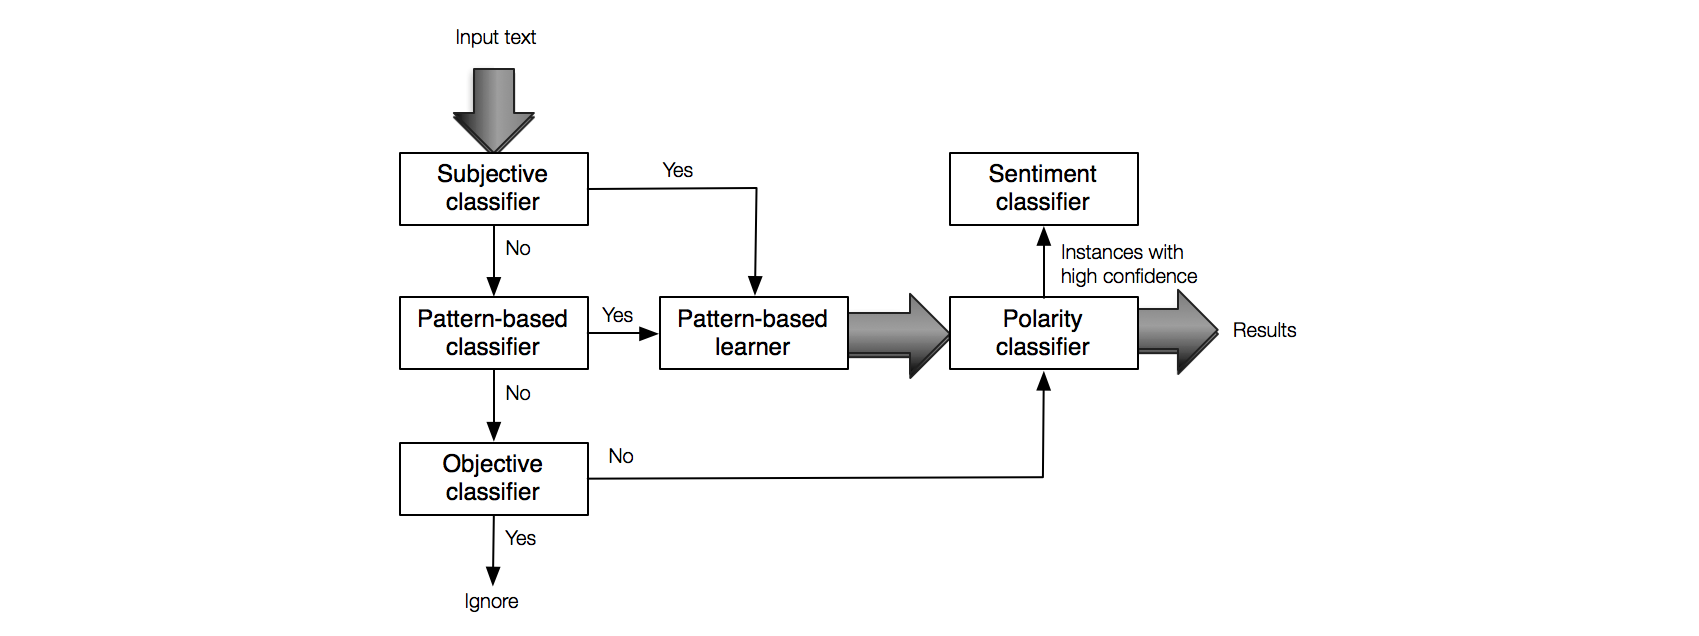 Input text
Subjective
classifier
Yes
Sentiment
classifier
No
Instances with
high confidence
Pattern-based
classifier
Yes
Pattern-based
learner
Polarity
classifier
Results
No
Objective
classifier
No
Yes
Ignore